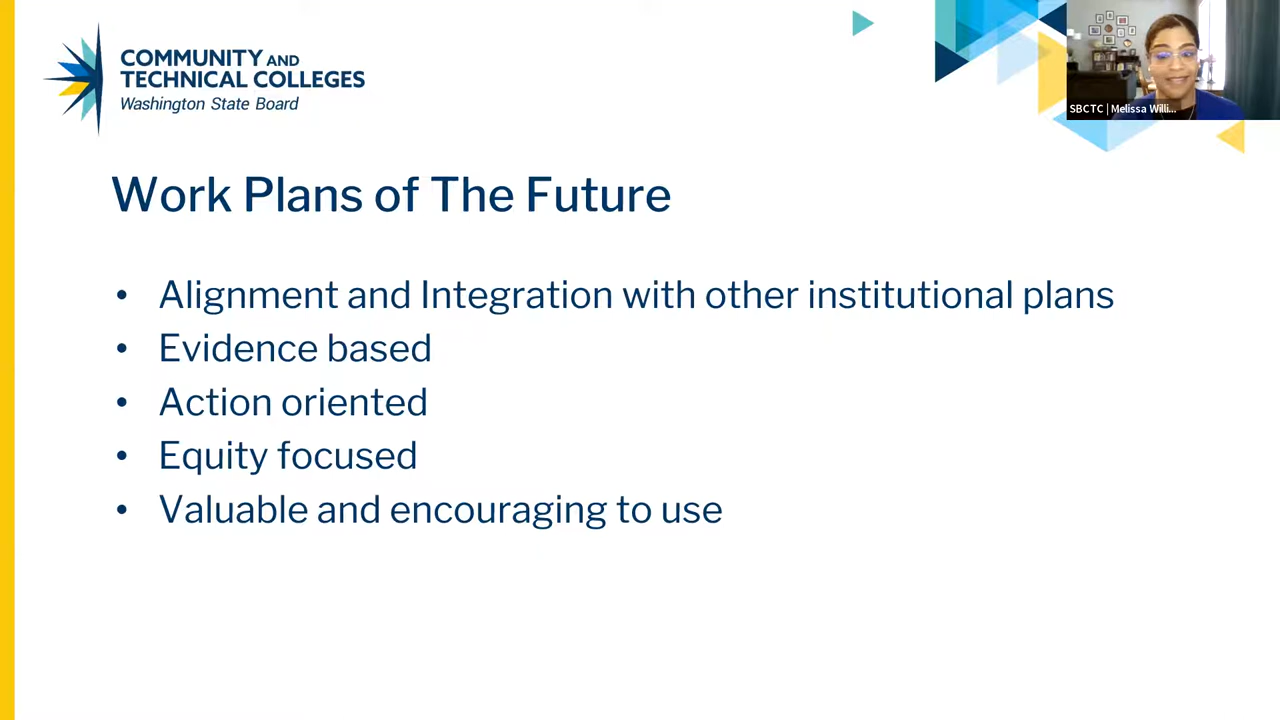 COMMUNITY AND
TECHNICAL COLLEGES
Washington State Board
SBCTC | Melissa Willi...
Work Plans of The Future
• Alignment and Integration with other institutional plans
• Evidence based
• Action oriented
• Equity focused
• Valuable and encouraging to use